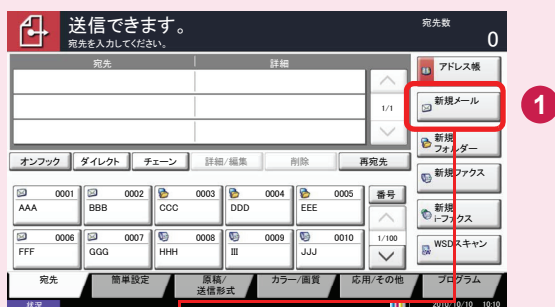 送信できます。
宛先を入力してください。
宛先数
0
宛先 詳細
1/1
アドレス帳
新規メール
1
新規
フォルダー
新規ファクス
新規
i-ファクス
WSDスキャン
オンフック ダイレクト チェーン 詳細/編集 削除 再宛先
0001 0002 0003 0004 0005 番号
AAA BBB CCC DDD EEE
0006 0007 0008 0009 0010 1/100
FFF GGG HHH III JJJ
宛先 簡単設定 原稿/
送信形式 カラー/画質 応用/その他 プログラム
状況 2010/10/10 10:10